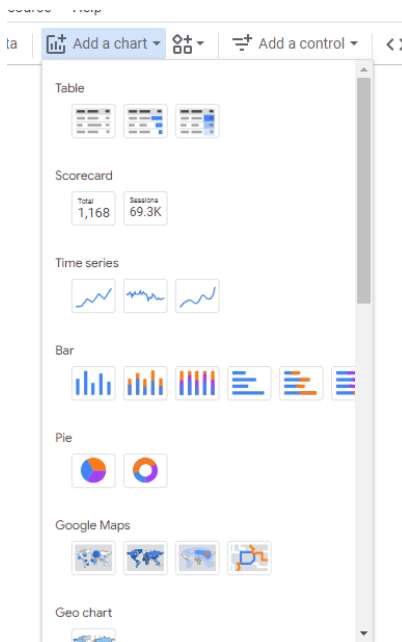 Help
ta
Add a chart
Add a control
Table
Scorecard
Total
1,168
Sessions
69.3K
Time series
Bar
Pie
Google Maps
Geo chart